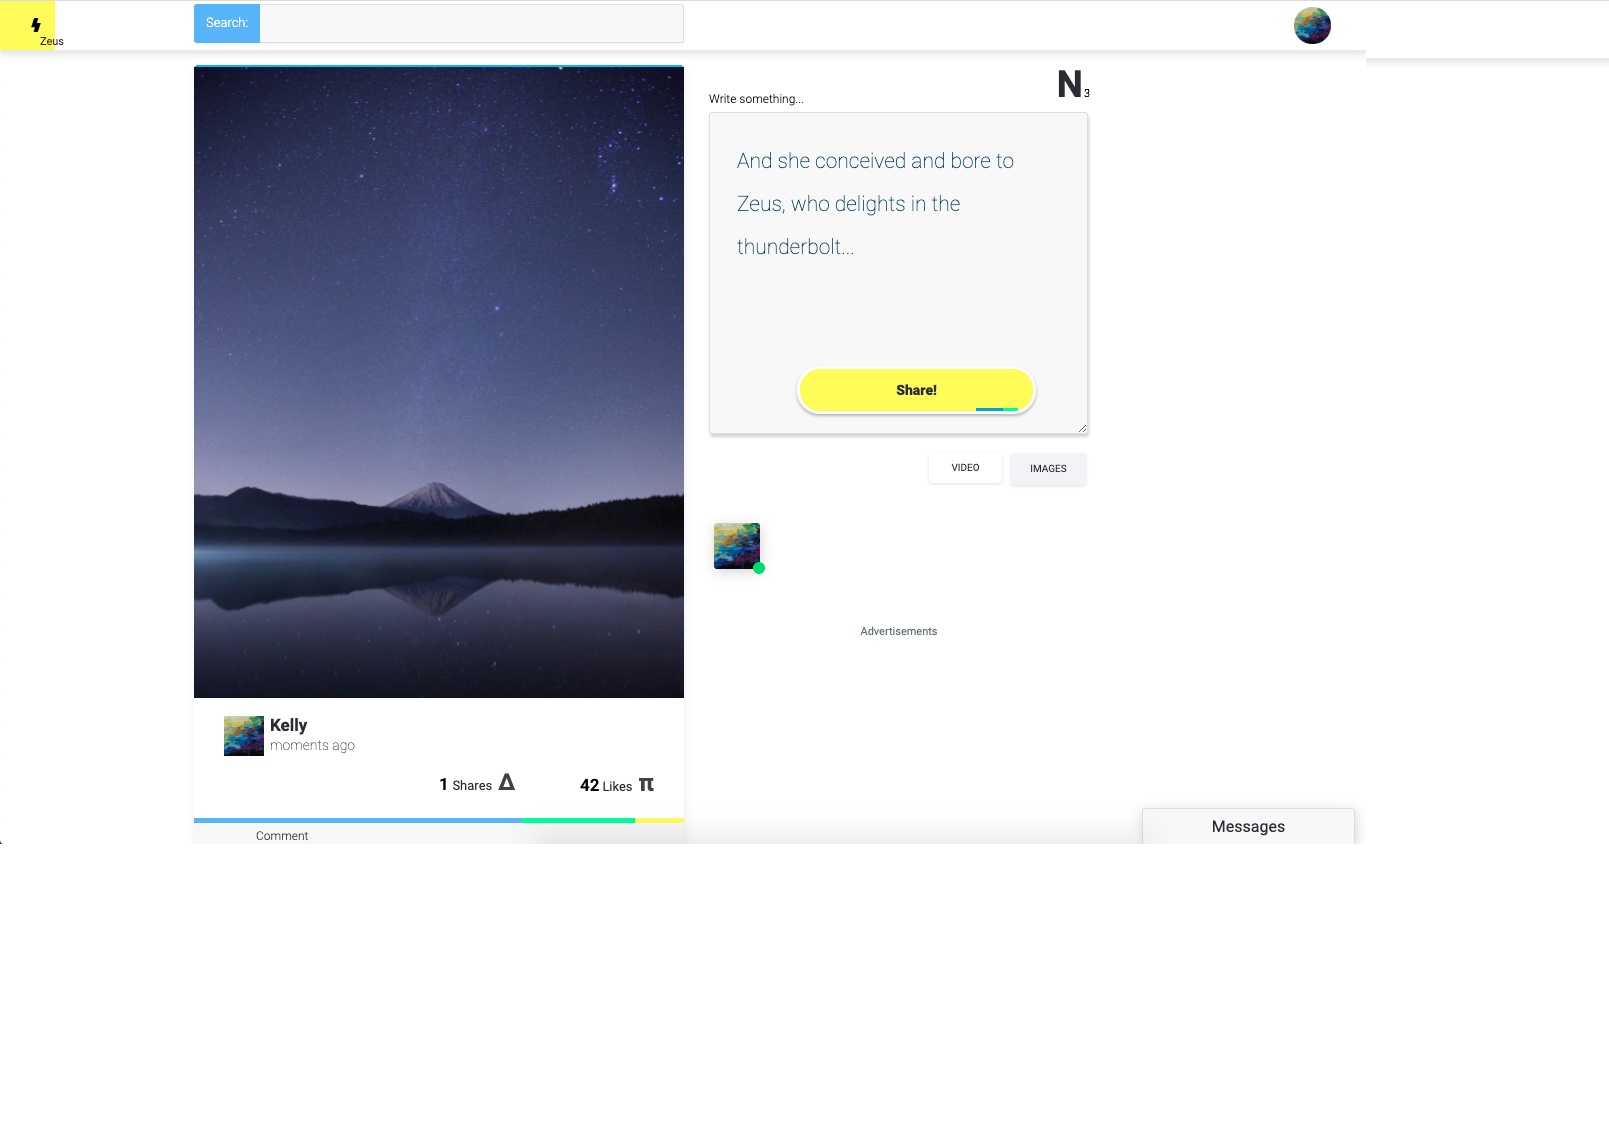 Zeus
Search:
Write something...
N 3
And she conceived and bore to
Zeus, who delights in the
thunderbolt...
Share!
VIDEO
IMAGES
Advertisements
Kelly
moments ago
1 Shares Δ
42 Likes π
Comment
Messages